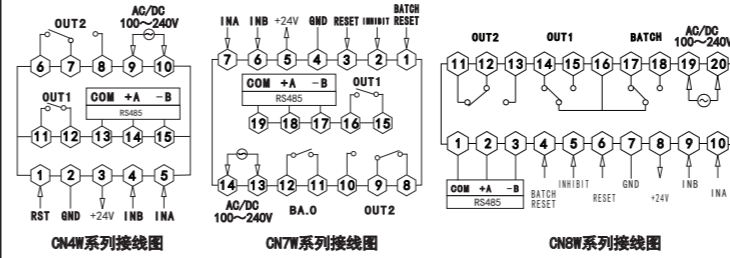 OUT2 AC/DC
100～240V
6 7 8 9 10
OUT1 COM +A -B
RS485
11 12 13 14 15
1 2 3 4 5
RST GND +24V INB INA
CN4W系列接线图
INA INB +24V GND RESET INHIBIT BATCH RESET
7 6 5 4 3 2 1
COM +A -B OUT1
RS485
19 18 17 16 15
14 13 12 11 10 9 8
AC/DC
100～240V BA.O OUT2
CN7W系列接线图
OUT2 OUT1 BATCH AC/DC
100～240V
11 12 13 14 15 16 17 18 19 20
1 2 3 4 5 6 7 8 9 10
COM +A -B
RS485
BATCH RESET INHIBIT RESET GND +24V INB INA
CN8W系列接线图